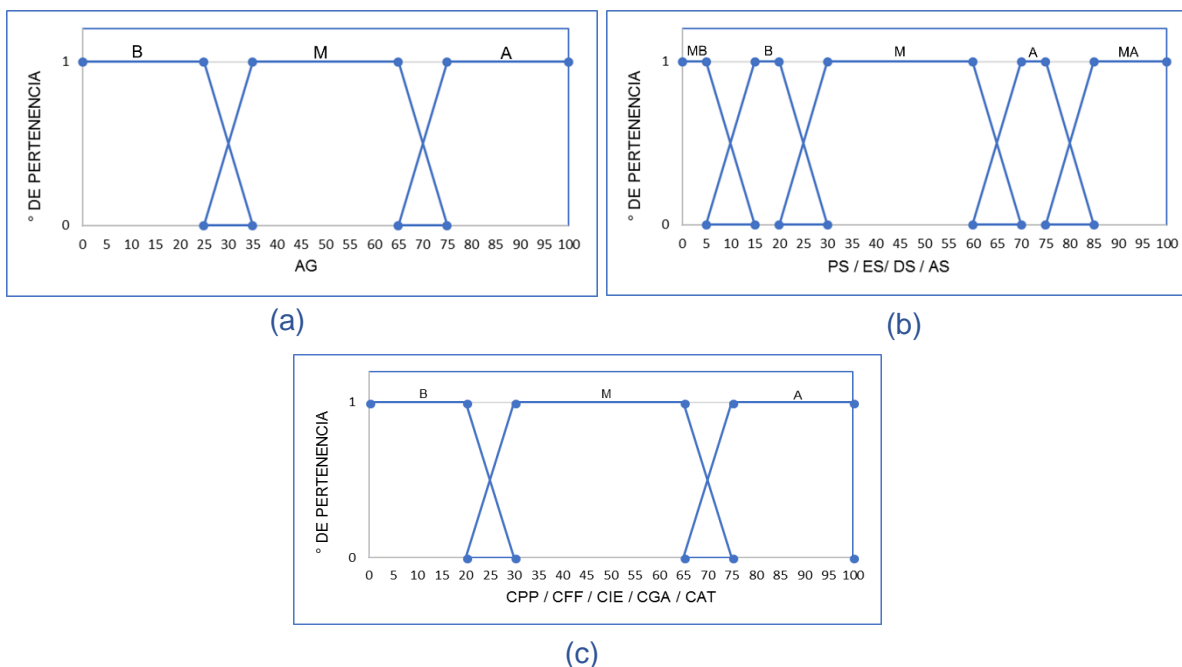 B M A
° DE PERTENENCIA
1
0
0 5 10 15 20 25 30 35 40 45 50 55 60 65 70 75 80 85 90 95 100
AG
(a)
MB B M A MA
° DE PERTENENCIA
1
0
0 5 10 15 20 25 30 35 40 45 50 55 60 65 70 75 80 85 90 95 100
PS / ES/ DS / AS
(b)
B M A
° DE PERTENENCIA
1
0
0 5 10 15 20 25 30 35 40 45 50 55 60 65 70 75 80 85 90 95 100
CPP / CFF / CIE / CGA / CAT
(c)